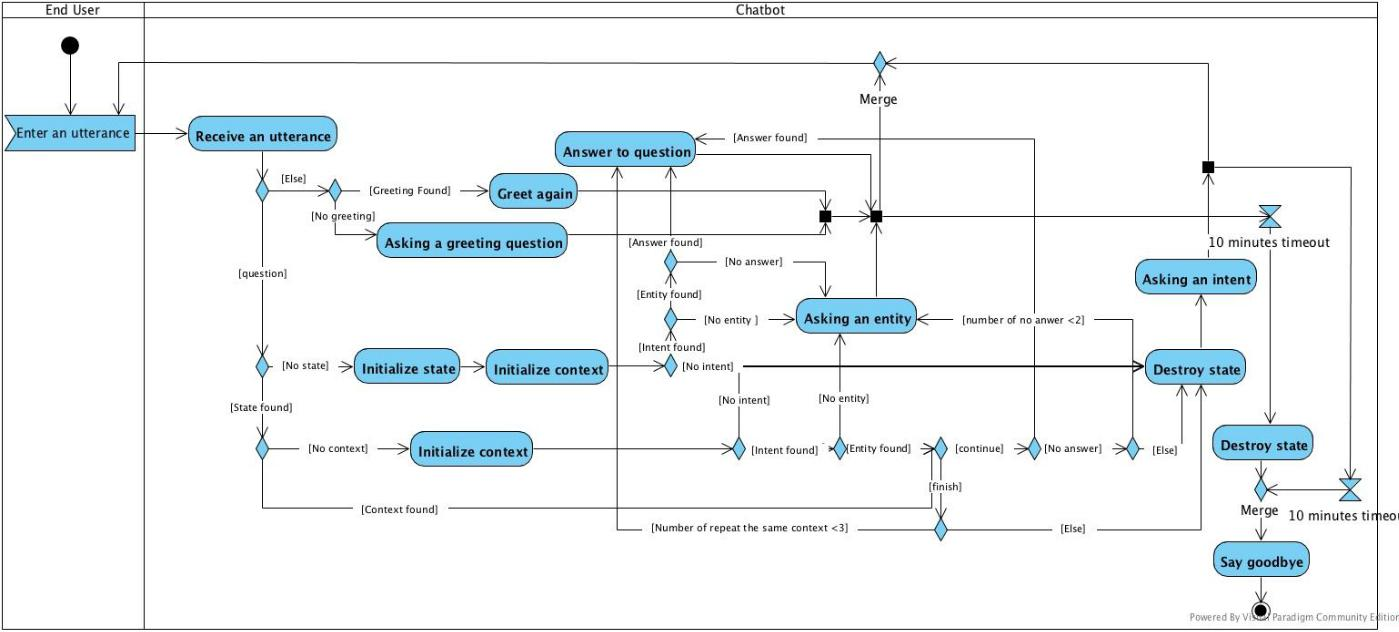 End User
Chatbot
Merge
Enter an utterance
Receive an utterance
[Answer found]
Answer to question
[Else]
[Greeting Found]
Greet again
[No greeting]
Asking a greeting question
[Answer found]
10 minutes timeout
[question]
[No answer]
Asking an intent
[Entity found]
[No entity ]
Asking an entity
[number of no anwer <2]
[Intent found]
[No state]
Initialize state
Initialize context
[No intent]
Destroy state
[State found]
[No intent]
[No entity]
[No context]
Initialize context
[Intent found]
[Entity found]
[continue]
[No answer]
[Else]
Destroy state
[finish]
[Context found]
Merge
10 minutes timeou
[Number of repeat the same context <3]
[Else]
Say goodbye
Powered By Visual Paradigm Community Edition